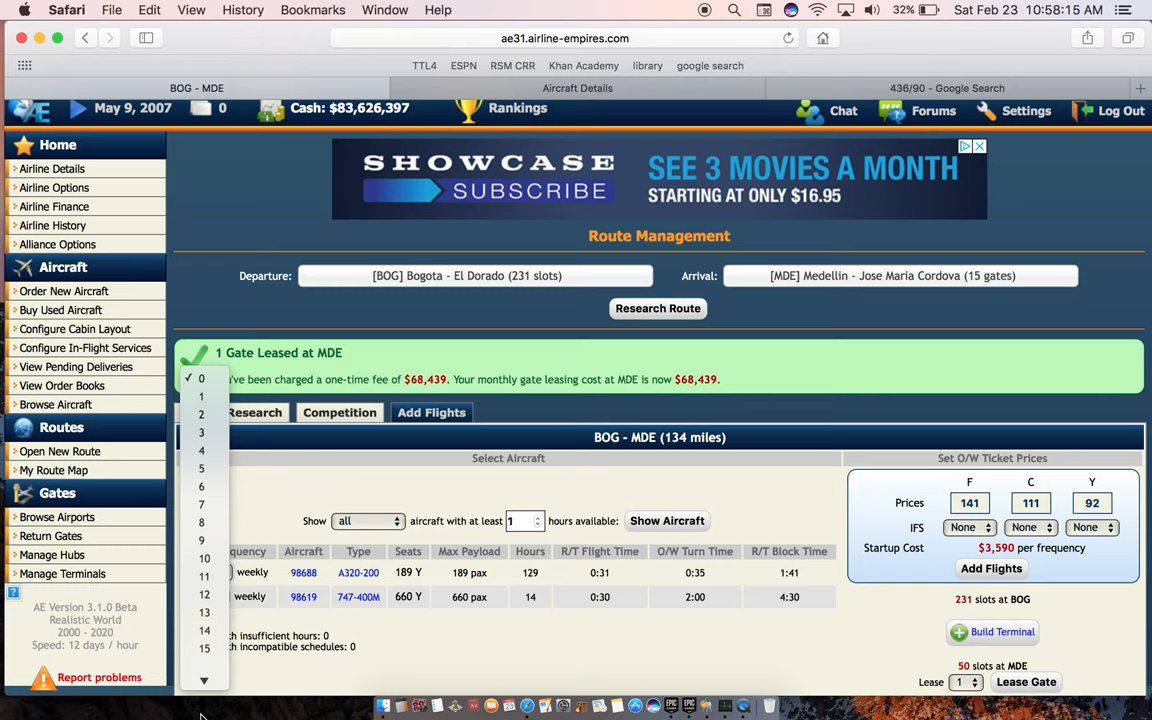 Safari File Edit View History Bookmarks Window Help 32% Sat Feb 23 10:58:15 AM
ae31.airline-empires.com
TTL4 ESPN RSM CRR Khan Academy library google search
BOG - MDE Aircraft Details 436/90 - Google Search
AE May 9, 2007 0 Cash: $83,626,397 Rankings Chat Forums Settings Log Out
Home
Airline Details
Airline Options
Airline Finance
Airline History
Alliance Options
Aircraft
Order New Aircraft
Buy Used Aircraft
Configure Cabin Layout
Configure In-Flight Services
View Pending Deliveries
View Order Books
Browse Aircraft
Routes
Open New Route
My Route Map
Gates
Browse Airports
Return Gates
Manage Hubs
Manage Terminals
AE Version 3.1.0 Beta
Realistic World
2000 - 2020
Speed: 12 days / hour
Report problems
SHOWCASE
SUBSCRIBE
SEE 3 MOVIES A MONTH
STARTING AT ONLY $16.95
Route Management
Departure: [BOG] Bogota - El Dorado (231 slots) Arrival: [MDE] Medellin - Jose Maria Cordova (15 gates)
Research Route
1 Gate Leased at MDE
've been charged a one-time fee of $68,439. Your monthly gate leasing cost at MDE is now $68,439.
✓ 0
1
2
3
4
5
6
7
8
9
10
11
12
13
14
15
Research Competition Add Flights
BOG - MDE (134 miles)
Select Aircraft
Show all aircraft with at least 1 hours available: Show Aircraft
quency Aircraft Type Seats Max Payload Hours R/T Flight Time O/W Turn Time R/T Block Time
weekly 98688 A320-200 189 Y 189 pax 129 0:31 0:35 1:41
weekly 98619 747-400M 660 Y 660 pax 14 0:30 2:00 4:30
h insufficient hours: 0
h incompatible schedules: 0
Set O/W Ticket Prices
F C Y
Prices 141 111 92
IFS None None None
Startup Cost $3,590 per frequency
Add Flights
231 slots at BOG
Build Terminal
50 slots at MDE
Lease 1 Lease Gate